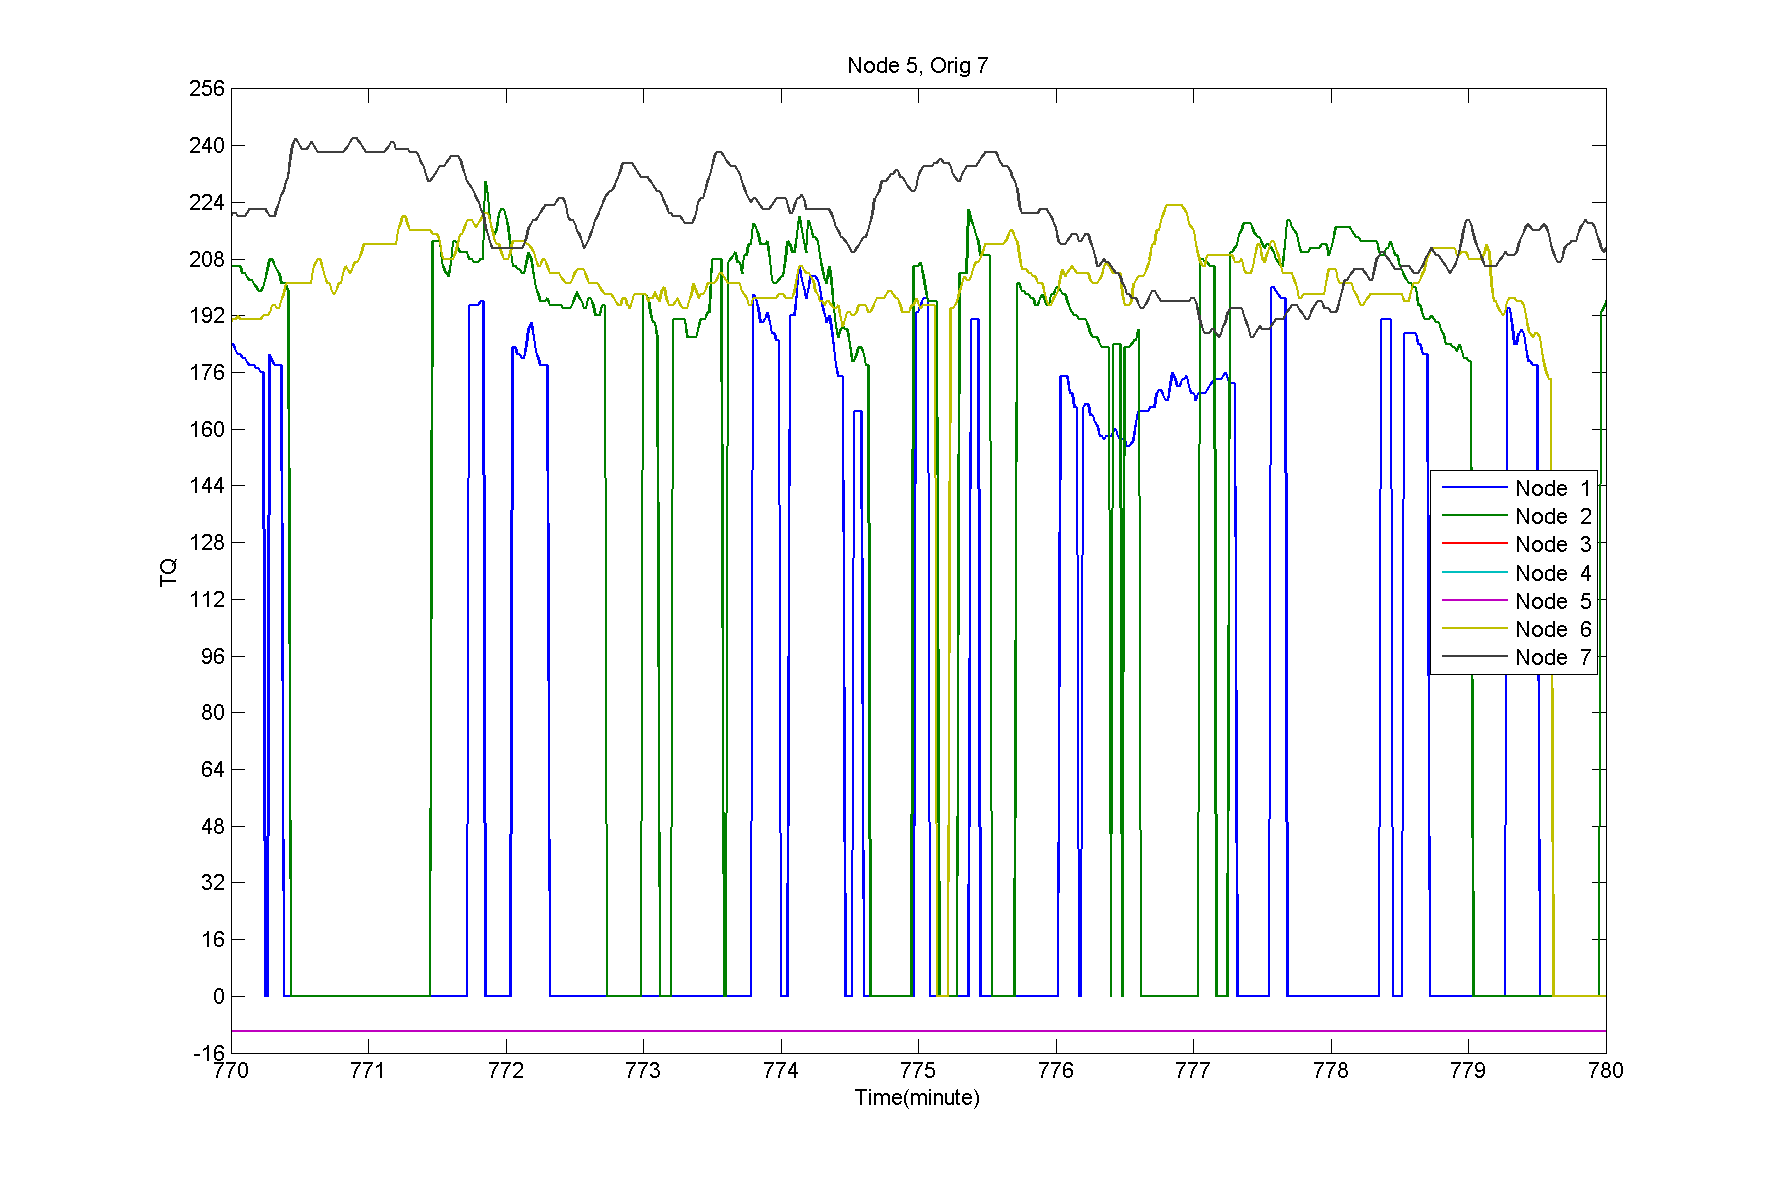 Node 5, Orig 7
256
240
224
208
192
176
160
144
128
112
96
80
64
48
32
16
0
-16
TQ
Node 1
Node 2
Node 3
Node 4
Node 5
Node 6
Node 7
770 771 772 773 774 775 776 777 778 779 780
Time(minute)